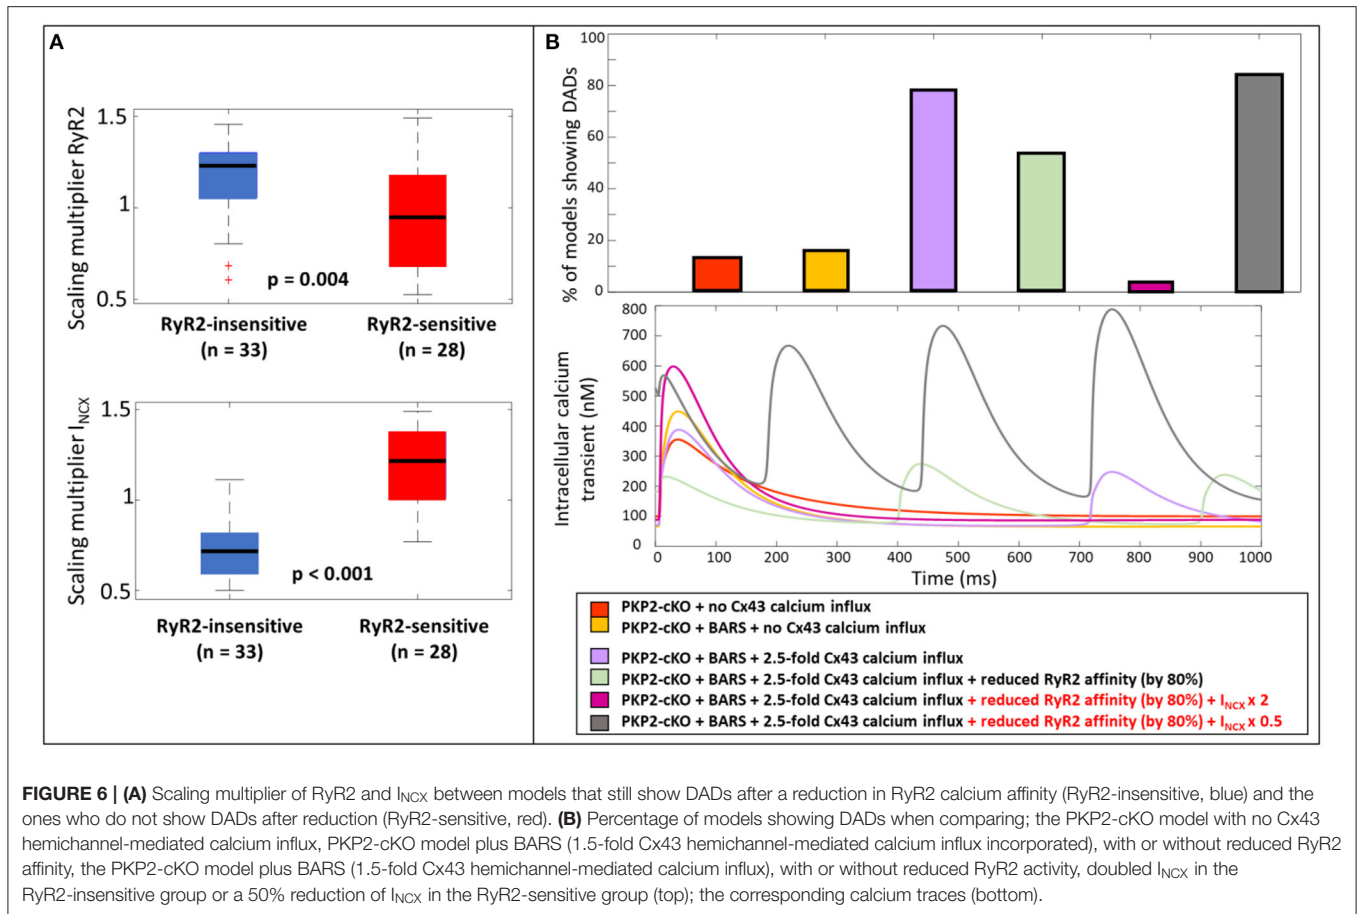 A
Scaling multiplier RyR2
1.5
1
0.5
p = 0.004
RyR2-insensitive
(n = 33)
RyR2-sensitive
(n = 28)
Scaling multiplier INCX
1.5
1
0.5
p < 0.001
RyR2-insensitive
(n = 33)
RyR2-sensitive
(n = 28)
B
% of models showing DADs
100
80
60
40
20
0
Intracellular calcium
transient (nM)
800
700
600
500
400
300
200
100
0
0 100 200 300 400 500 600 700 800 900 1000
Time (ms)
PKP2-cKO + no Cx43 calcium influx
PKP2-cKO + BARS + no Cx43 calcium influx
PKP2-cKO + BARS + 2.5-fold Cx43 calcium influx
PKP2-cKO + BARS + 2.5-fold Cx43 calcium influx + reduced RyR2 affinity (by 80%)
PKP2-cKO + BARS + 2.5-fold Cx43 calcium influx + reduced RyR2 affinity (by 80%) + INCX x 2
PKP2-cKO + BARS + 2.5-fold Cx43 calcium influx + reduced RyR2 affinity (by 80%) + INCX x 0.5
FIGURE 6 | (A) Scaling multiplier of RyR2 and INCX between models that still show DADs after a reduction in RyR2 calcium affinity (RyR2-insensitive, blue) and the
ones who do not show DADs after reduction (RyR2-sensitive, red). (B) Percentage of models showing DADs when comparing; the PKP2-cKO model with no Cx43
hemichannel-mediated calcium influx, PKP2-cKO model plus BARS (1.5-fold Cx43 hemichannel-mediated calcium influx incorporated), with or without reduced RyR2
affinity, the PKP2-cKO model plus BARS (1.5-fold Cx43 hemichannel-mediated calcium influx), with or without reduced RyR2 activity, doubled INCX in the
RyR2-insensitive group or a 50% reduction of INCX in the RyR2-sensitive group (top); the corresponding calcium traces (bottom).